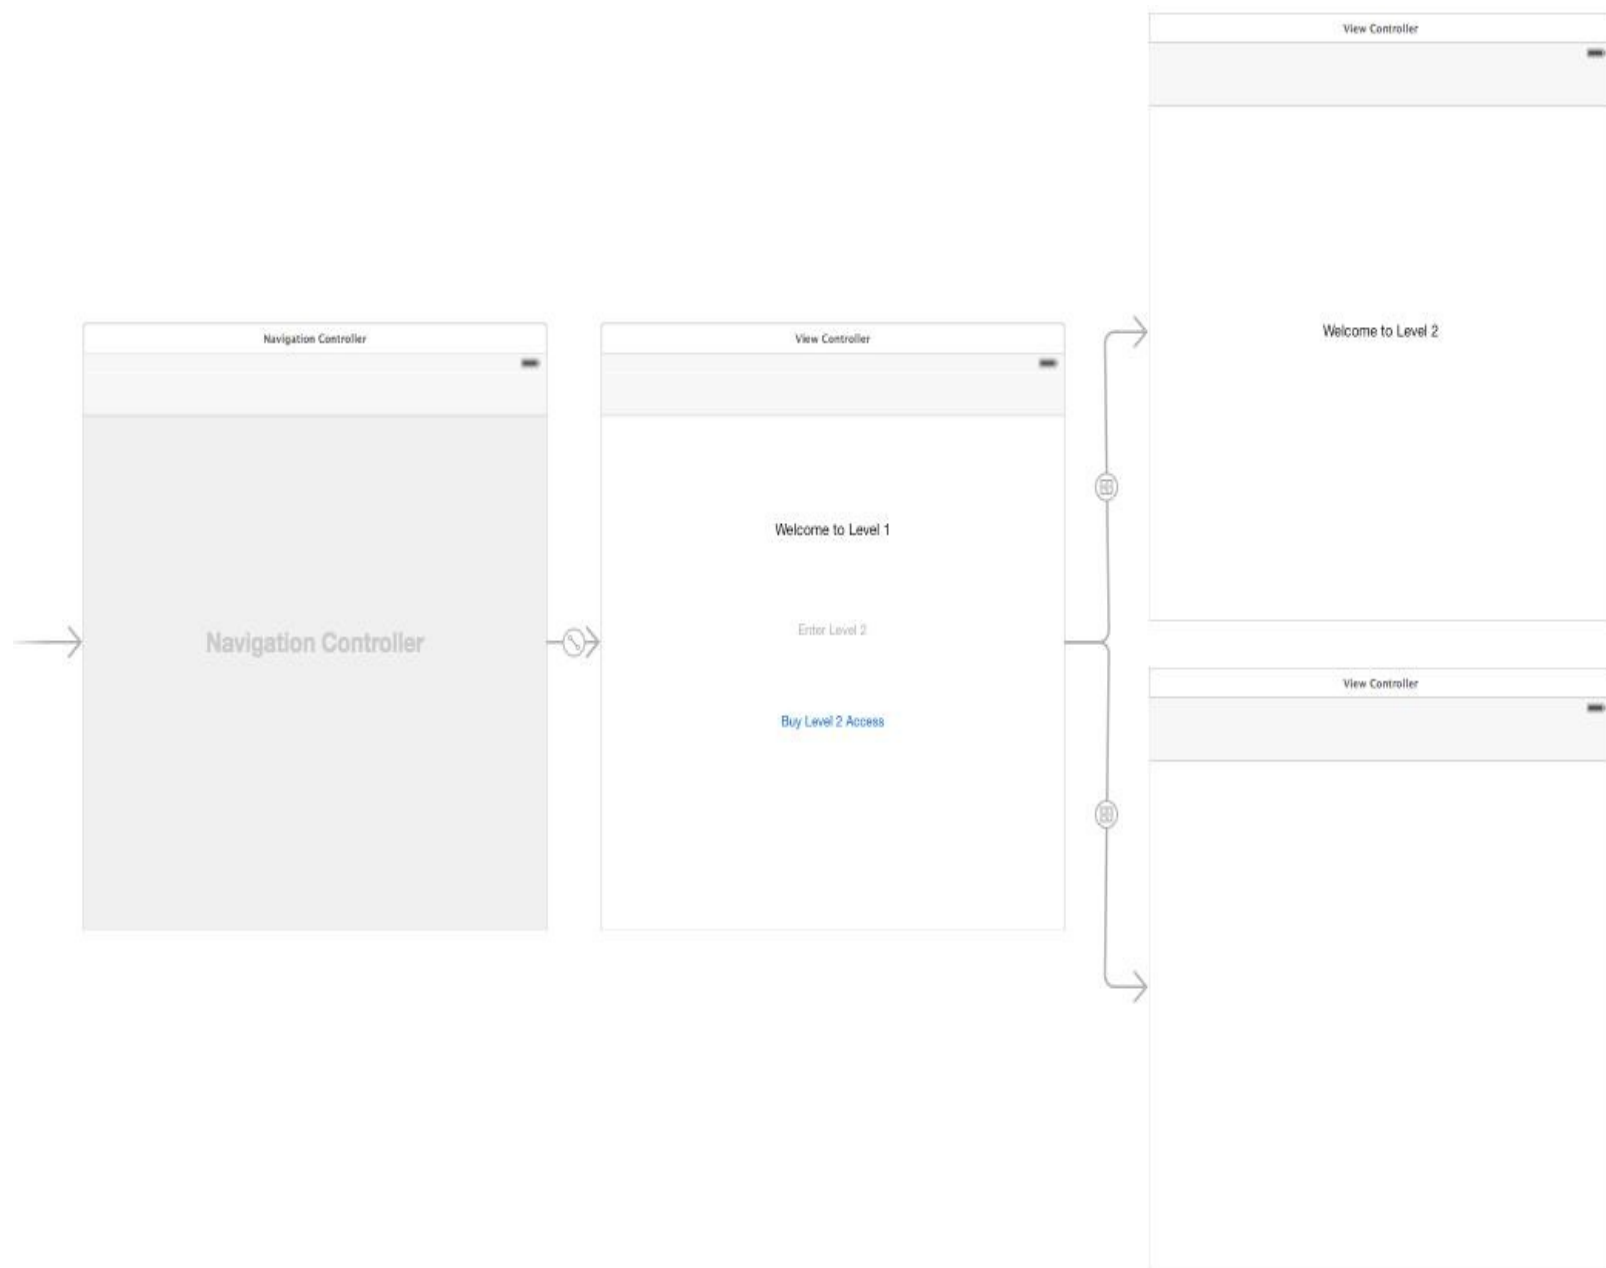 View Controller
Welcome to Level 2
Navigation Controller
Navigation Controller
View Controller
Welcome to Level 1
Enter Level 2
Buy Level 2 Access
View Controller